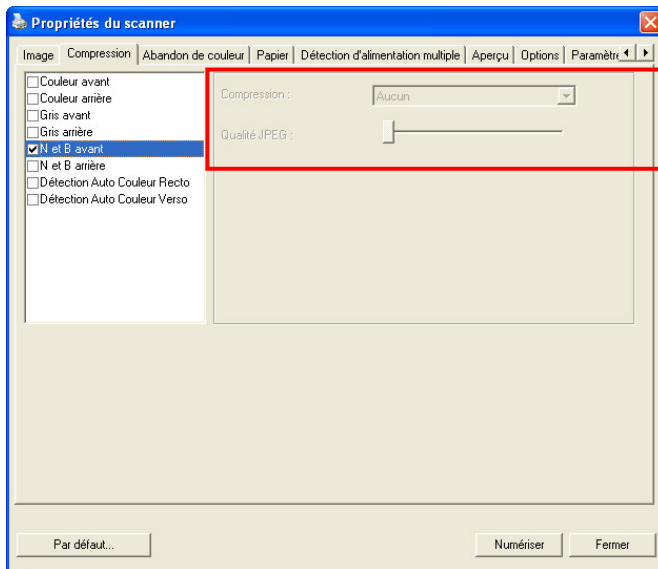 Propriétés du scanner
Image Compression Abandon de couleur Papier Détection d'alimentation multiple Aperçu Options Paramètre
Couleur avant
Couleur arrière
Gris avant
Gris arrière
N et B avant
N et B arrière
Détection Auto Couleur Recto
Détection Auto Couleur Verso
Compression :
Aucun
Qualité JPEG :
Par défaut...
Numériser
Fermer